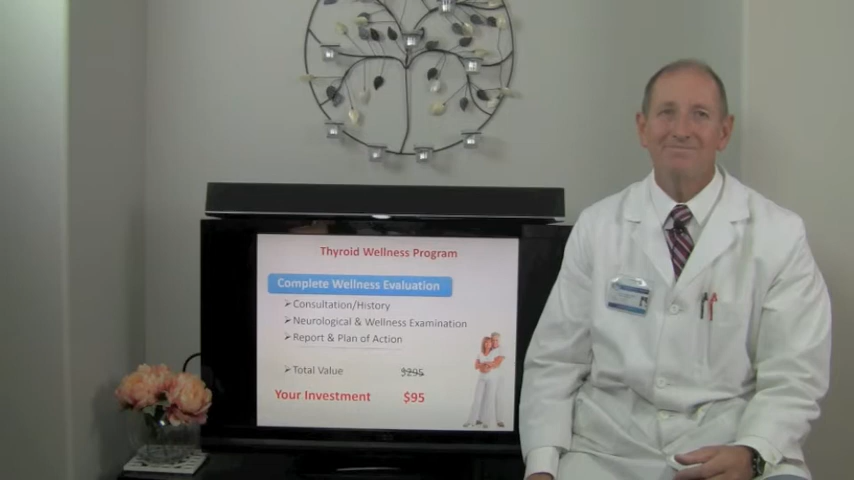 Thyroid Wellness Program
Complete Wellness Evaluation
➢Consultation/History
➢Neurological & Wellness Examination
➢Report & Plan of Action
➢Total Value $295
Your Investment $95